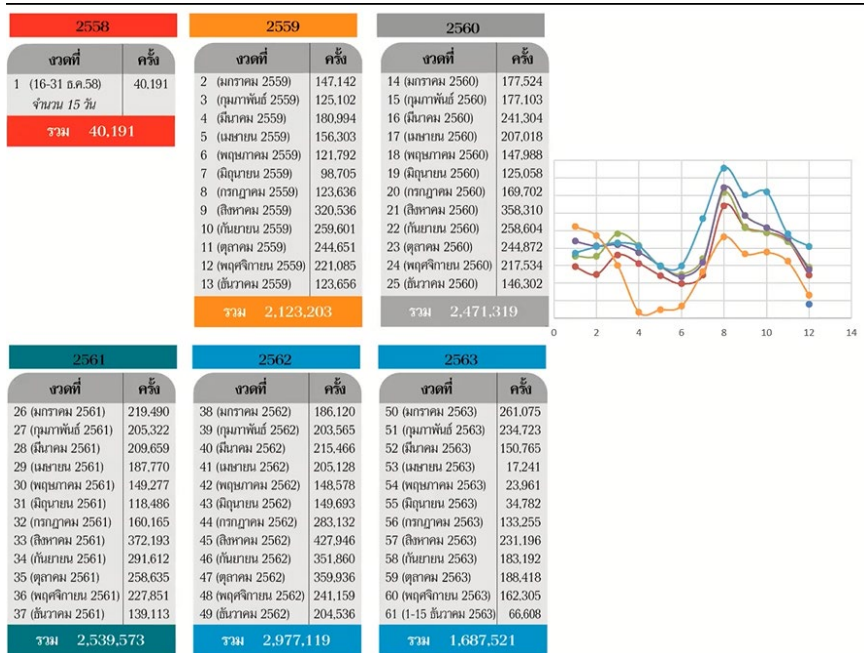 2558
งวดที่ ครั้ง
1 (16-31 ธ.ค.58) 40,191
จำนวน 15 วัน
รวม 40,191
2559
งวดที่ ครั้ง
2 (มกราคม 2559) 147,142
3 (กุมภาพันธ์ 2559) 125,102
4 (มีนาคม 2559) 180,994
5 (เมษายน 2559) 156,303
6 (พฤษภาคม 2559) 121,792
7 (มิถุนายน 2559) 98,705
8 (กรกฎาคม 2559) 123,636
9 (สิงหาคม 2559) 320,536
10 (กันยายน 2559) 259,601
11 (ตุลาคม 2559) 244,651
12 (พฤศจิกายน 2559) 221,085
13 (ธันวาคม 2559) 123,656
รวม 2,123,203
2560
งวดที่ ครั้ง
14 (มกราคม 2560) 177,524
15 (กุมภาพันธ์ 2560) 177,103
16 (มีนาคม 2560) 241,304
17 (เมษายน 2560) 207,018
18 (พฤษภาคม 2560) 147,988
19 (มิถุนายน 2560) 125,058
20 (กรกฎาคม 2560) 169,702
21 (สิงหาคม 2560) 358,310
22 (กันยายน 2560) 258,604
23 (ตุลาคม 2560) 244,872
24 (พฤศจิกายน 2560) 217,534
25 (ธันวาคม 2560) 146,302
รวม 2,471,319
0 2 4 6 8 10 12 14
2561
งวดที่ ครั้ง
26 (มกราคม 2561) 219,490
27 (กุมภาพันธ์ 2561) 205,322
28 (มีนาคม 2561) 209,659
29 (เมษายน 2561) 187,770
30 (พฤษภาคม 2561) 149,277
31 (มิถุนายน 2561) 118,486
32 (กรกฎาคม 2561) 160,165
33 (สิงหาคม 2561) 372,193
34 (กันยายน 2561) 291,612
35 (ตุลาคม 2561) 258,635
36 (พฤศจิกายน 2561) 227,851
37 (ธันวาคม 2561) 139,113
รวม 2,539,573
2562
งวดที่ ครั้ง
38 (มกราคม 2562) 186,120
39 (กุมภาพันธ์ 2562) 203,565
40 (มีนาคม 2562) 215,466
41 (เมษายน 2562) 205,128
42 (พฤษภาคม 2562) 148,578
43 (มิถุนายน 2562) 149,693
44 (กรกฎาคม 2562) 283,132
45 (สิงหาคม 2562) 427,946
46 (กันยายน 2562) 351,860
47 (ตุลาคม 2562) 359,936
48 (พฤศจิกายน 2562) 241,159
49 (ธันวาคม 2562) 204,536
รวม 2,977,119
2563
งวดที่ ครั้ง
50 (มกราคม 2563) 261,075
51 (กุมภาพันธ์ 2563) 234,723
52 (มีนาคม 2563) 150,765
53 (เมษายน 2563) 17,241
54 (พฤษภาคม 2563) 23,961
55 (มิถุนายน 2563) 34,782
56 (กรกฎาคม 2563) 133,255
57 (สิงหาคม 2563) 231,196
58 (กันยายน 2563) 183,192
59 (ตุลาคม 2563) 188,418
60 (พฤศจิกายน 2563) 162,305
61 (1-15 ธันวาคม 2563) 66,608
รวม 1,687,521